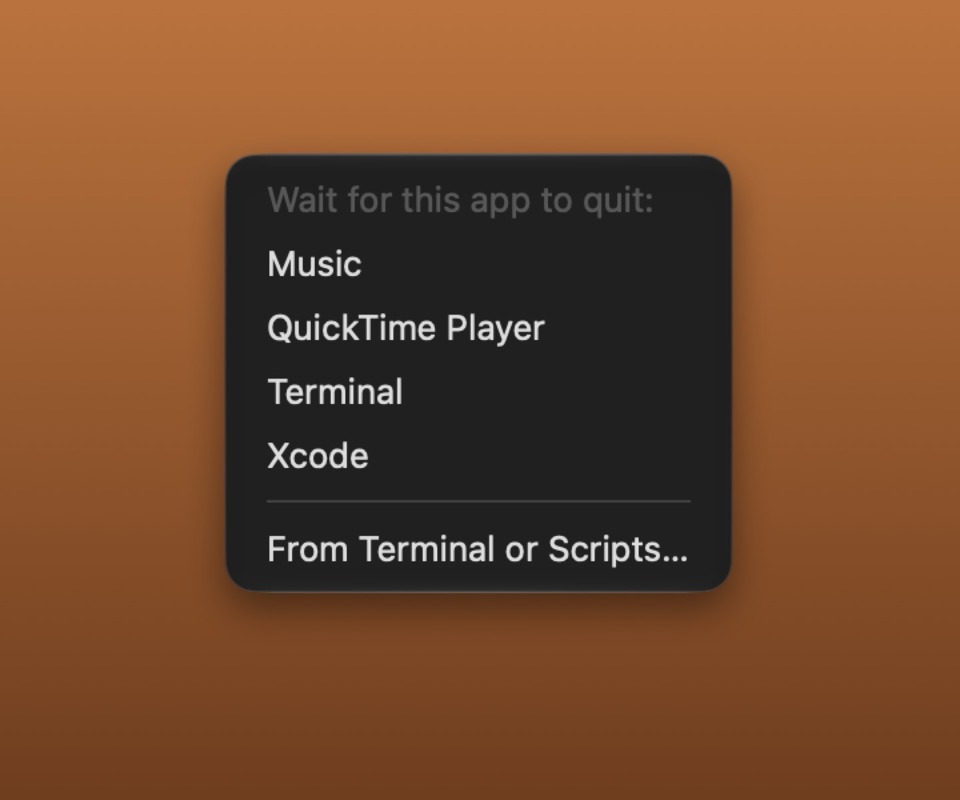 Wait for this app to quit:
Music
QuickTime Player
Terminal
Xcode
From Terminal or Scripts...